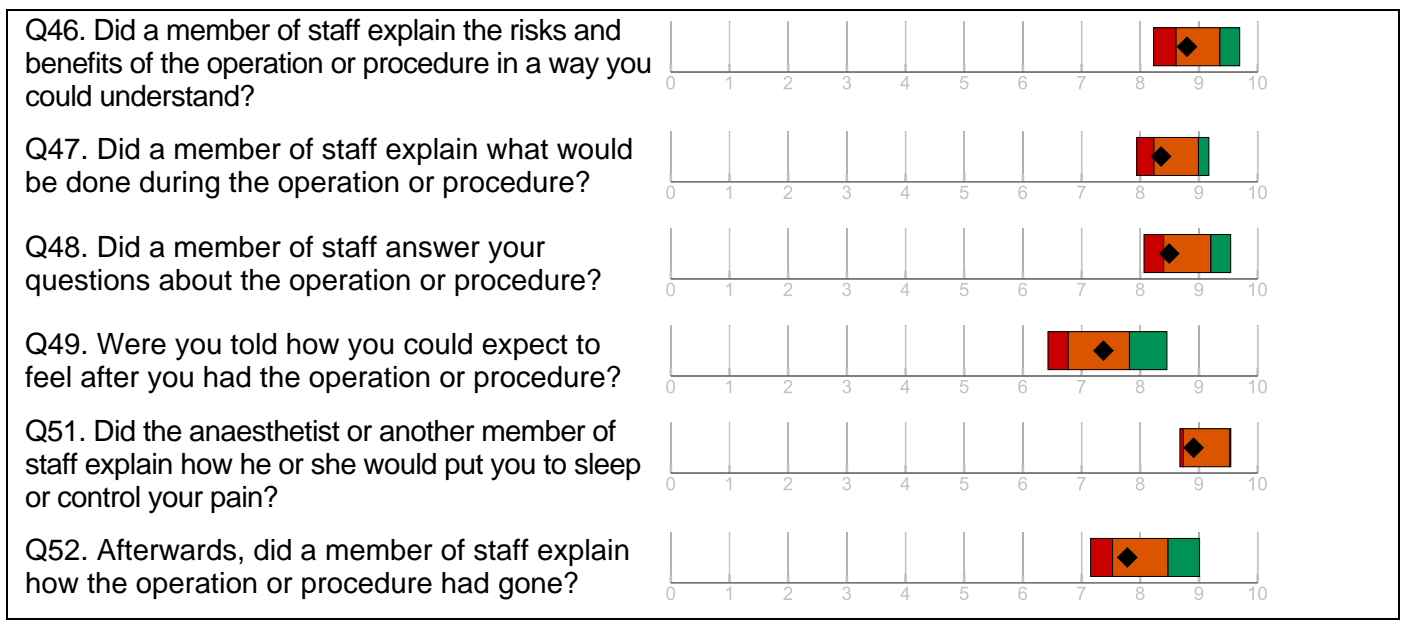 Q46. Did a member of staff explain the risks and
benefits of the operation or procedure in a way you
could understand?
0 1 2 3 4 5 6 7 8 9 10
Q47. Did a member of staff explain what would
be done during the operation or procedure?
0 1 2 3 4 5 6 7 8 9 10
Q48. Did a member of staff answer your
questions about the operation or procedure?
0 1 2 3 4 5 6 7 8 9 10
Q49. Were you told how you could expect to
feel after you had the operation or procedure?
0 1 2 3 4 5 6 7 8 9 10
Q51. Did the anaesthetist or another member of
staff explain how he or she would put you to sleep
or control your pain?
0 1 2 3 4 5 6 7 8 9 10
Q52. Afterwards, did a member of staff explain
how the operation or procedure had gone?
0 1 2 3 4 5 6 7 8 9 10